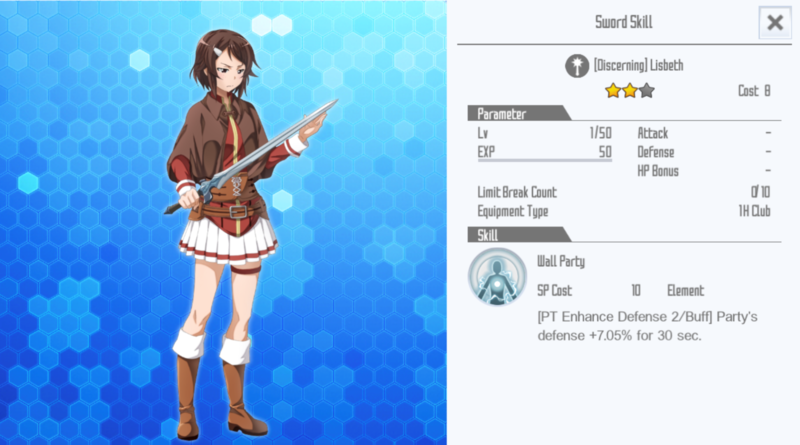 Sword Skill
[Discerning] Lisbeth
Cost 8
Parameter
Lv 1/50 Attack -
EXP 50 Defense -
HP Bonus -
Limit Break Count 0/10
Equipment Type 1H Club
Skill
Wall Party
SP Cost 10 Element
[PT Enhance Defense 2/Buff] Party's
defense +7.05% for 30 sec.